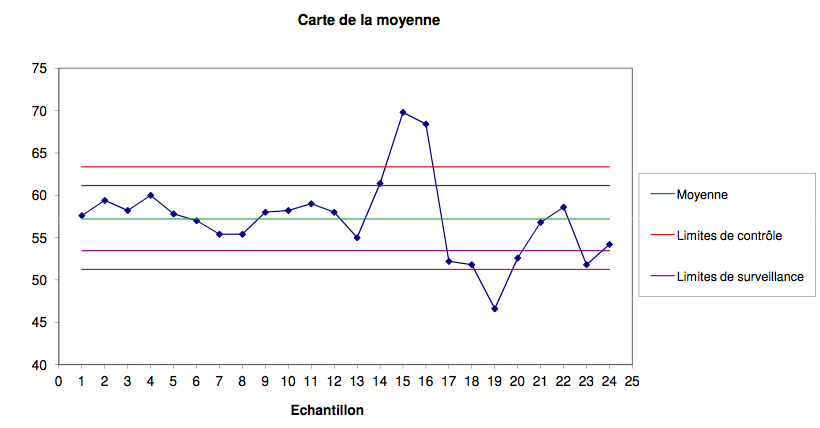 Carte de la moyenne
75
70
65
60
55
50
45
40
0 1 2 3 4 5 6 7 8 9 10 11 12 13 14 15 16 17 18 19 20 21 22 23 24 25
Echantillon
Moyenne
Limites de contrôle
Limites de surveillance